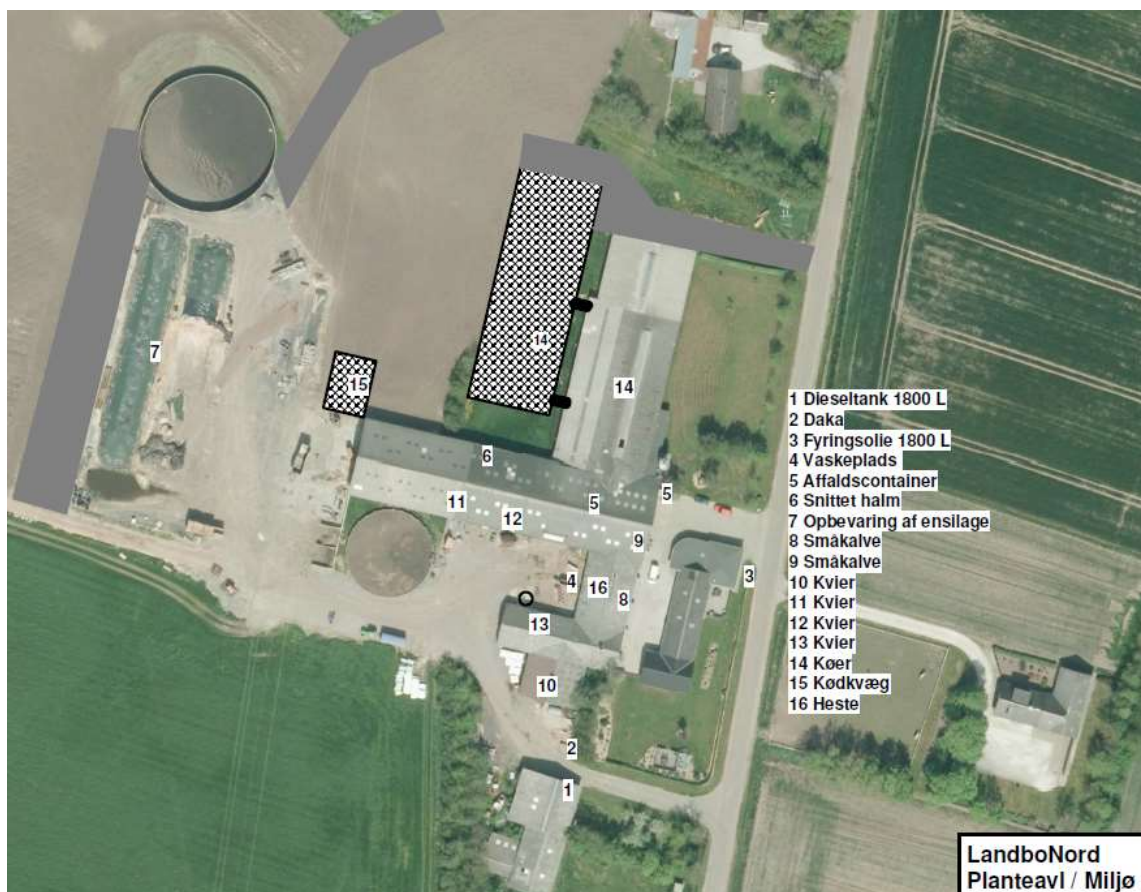 14
7
15
14
6
5
5
11
12
9
4
16
8
3
13
10
2
1
1 Dieseltank 1800 L
2 Daka
3 Fyringsolie 1800 L
4 Vaskeplads
5 Affaldscontainer
6 Snittet halm
7 Opbevaring af ensilage
8 Småkalve
9 Småkalve
10 Kvier
11 Kvier
12 Kvier
13 Kvier
14 Køer
15 Kødkvæg
16 Heste
LandboNord
Planteavl / Miljø